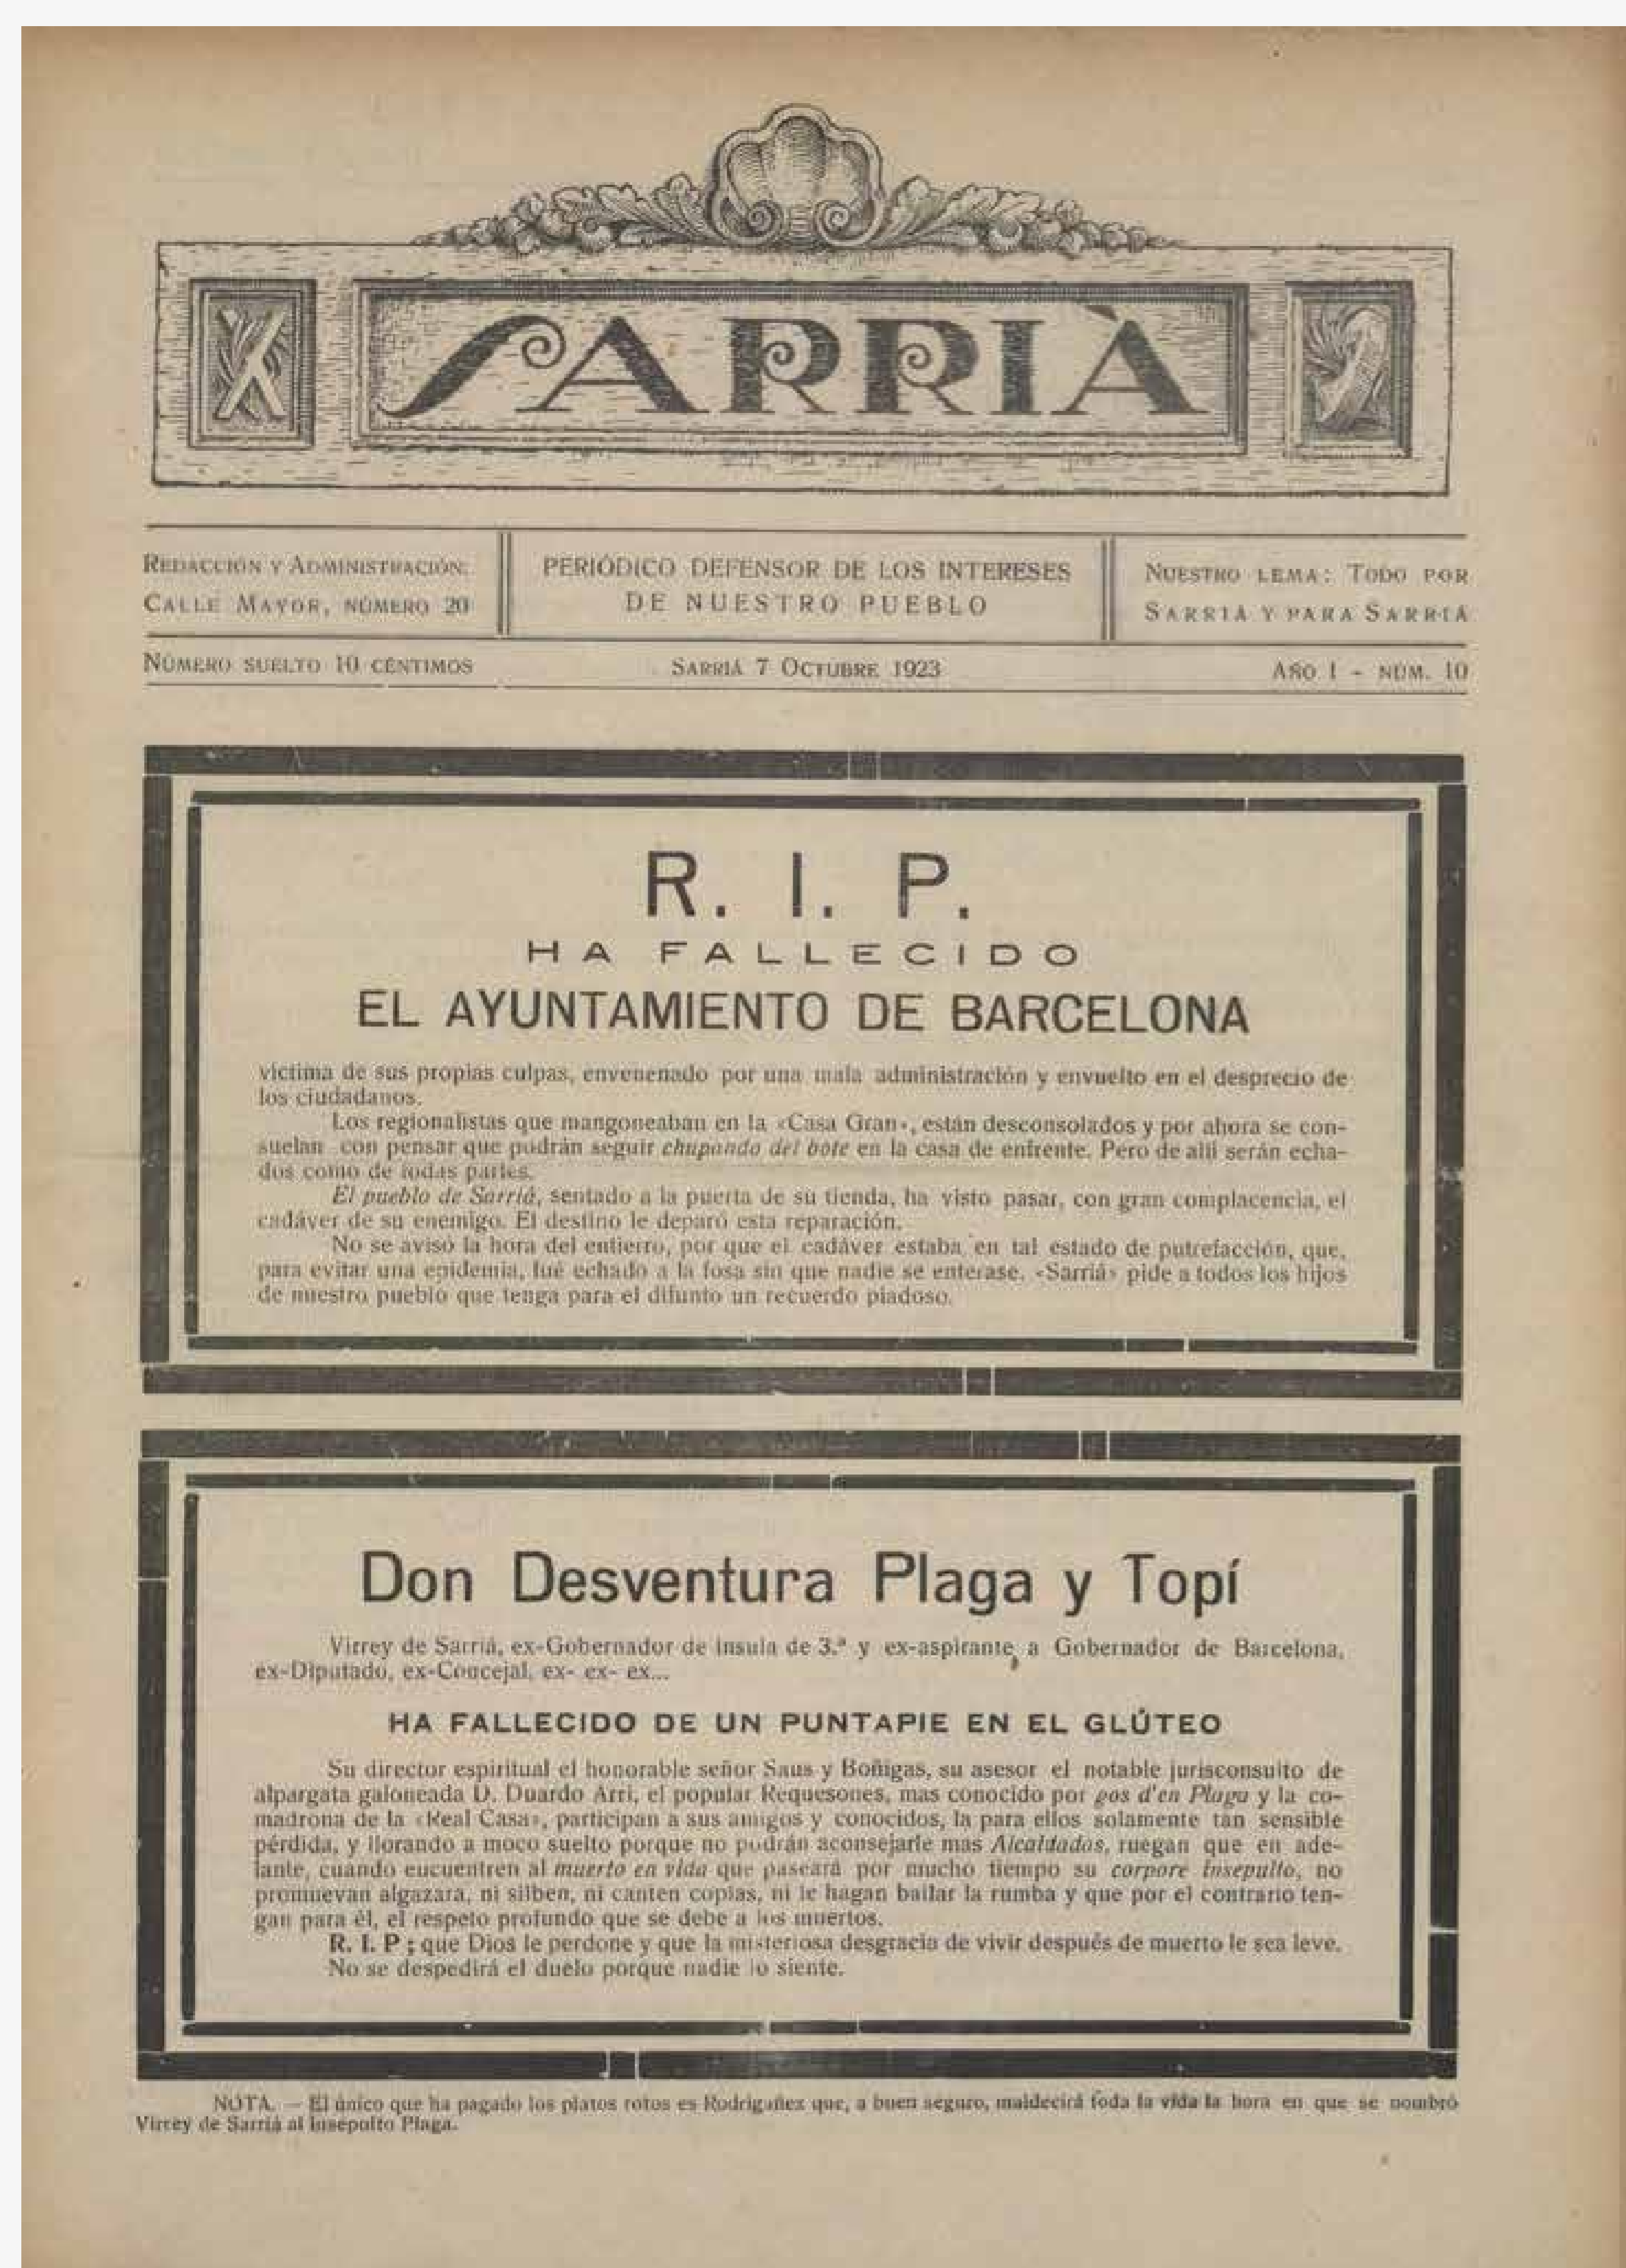 SARRIÀ
REDACCIÓN Y ADMINISTRACIÓN:
CALLE MAYOR, NÚMERO 20
PERIÓDICO DEFENSOR DE LOS INTERESES
DE NUESTRO PUEBLO
NUESTRO LEMA: TODO POR
SARRIÁ Y PARA SARRIÁ
NÚMERO SUELTO 10 CÉNTIMOS
SARRIÁ 7 OCTUBRE 1923
AÑO I - NÚM. 10
R. I. P.
HA FALLECIDO
EL AYUNTAMIENTO DE BARCELONA
víctima de sus propias culpas, envenenado por una mala administración y envuelto en el desprecio de
los ciudadanos.
Los regionalistas que mangoneaban en la «Casa Gran», están desconsolados y por ahora se con-
suelan con pensar que podrán seguir chupando del bote en la casa de enfrente. Pero de allí serán echa-
dos como de todas partes.
El pueblo de Sarriá, sentado a la puerta de su tienda, ha visto pasar, con gran complacencia, el
cadáver de su enemigo. El destino le deparó esta reparación.
No se avisó la hora del entierro, por que el cadáver estaba en tal estado de putrefacción, que,
para evitar una epidemia, fué echado a la fosa sin que nadie se enterase. «Sarriá» pide a todos los hijos
de nuestro pueblo que tenga para el difunto un recuerdo piadoso.
Don Desventura Plaga y Topí
Virrey de Sarriá, ex-Gobernador de ínsula de 3.ª y ex-aspirante a Gobernador de Barcelona,
ex-Diputado, ex-Concejal, ex- ex- ex...
HA FALLECIDO DE UN PUNTAPIE EN EL GLÚTEO
Su director espiritual el honorable señor Saus y Boñigas, su asesor el notable jurisconsulto de
alpargata galoneada D. Duardo Arrí, el popular Requesones, mas conocido por gos d'en Plaga y la co-
madrona de la «Real Casa», participan a sus amigos y conocidos, la para ellos solamente tan sensible
pérdida, y llorando a moco suelto porque no podrán aconsejarle mas Alcaldadas, ruegan que en ade-
lante, cuando encuentren al muerto en vida que paseará por mucho tiempo su corpore insepulto, no
promuevan algazara, ni silben, ni canten coplas, ni le hagan bailar la rumba y que por el contrario ten-
gan para él, el respeto profundo que se debe a los muertos.
R. I. P; que Dios le perdone y que la misteriosa desgracia de vivir después de muerto le sea leve.
No se despedirá el duelo porque nadie lo siente.
NOTA. — El único que ha pagado los platos rotos es Rodrigañez que, a buen seguro, maldecirá toda la vida la hora en que se nombró
Virrey de Sarriá al Insepulto Plaga.